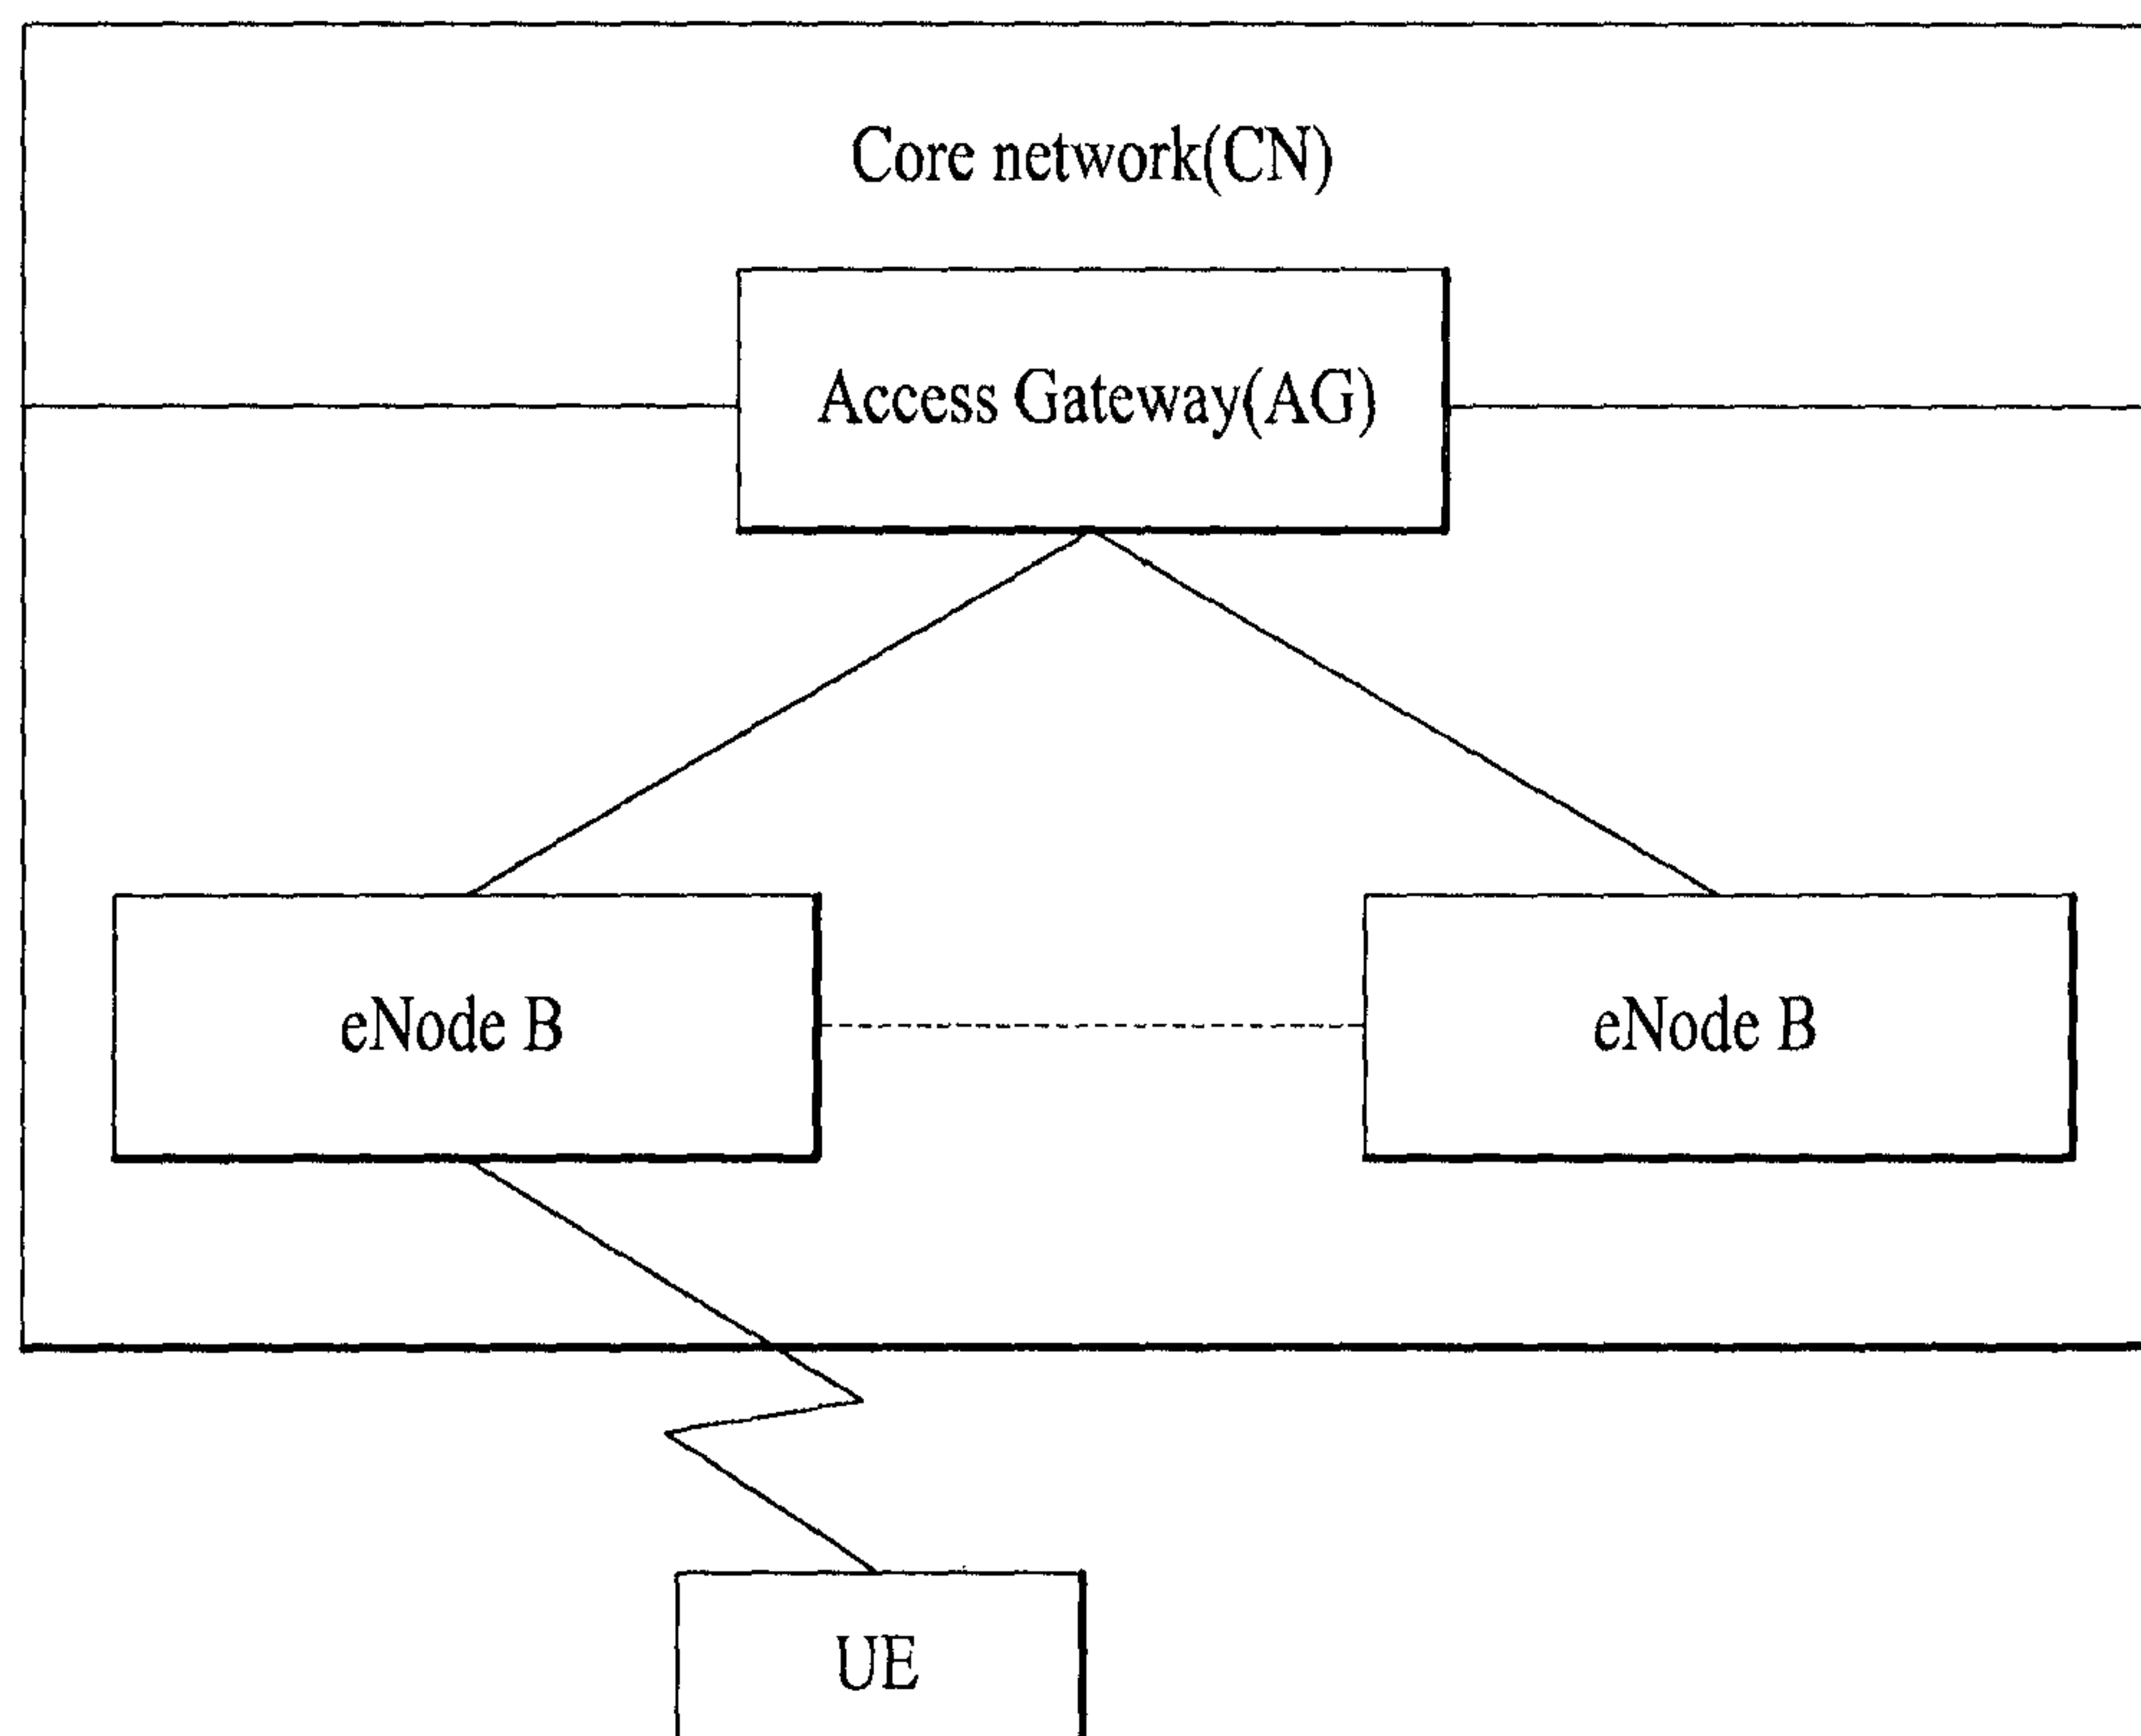 Core network(CN)
Access Gateway(AG)
eNode B
eNode B
UE